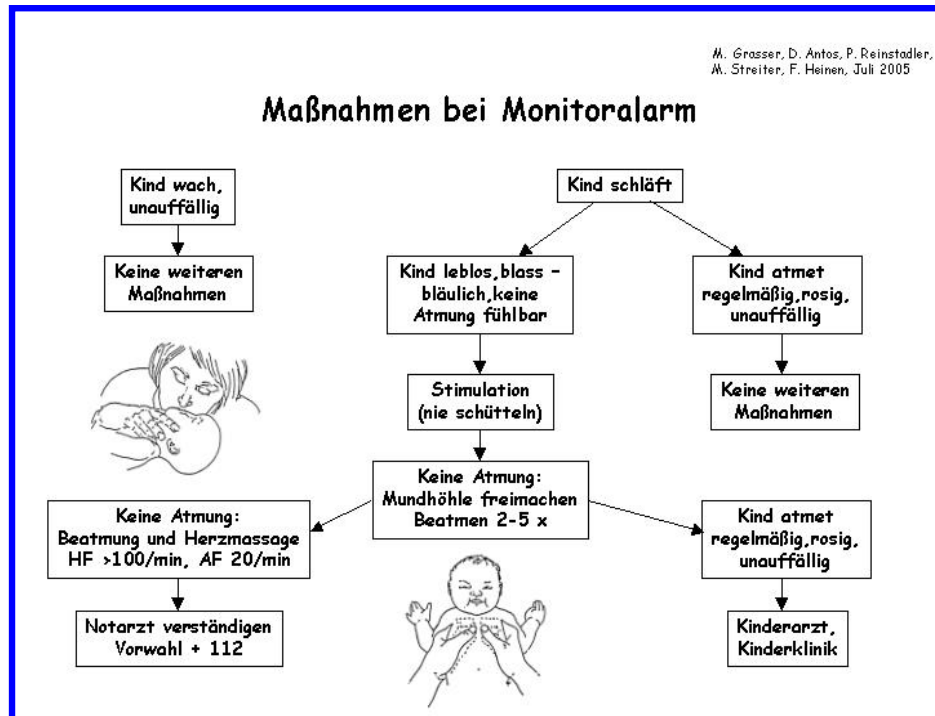 M. Grasser, D. Antos, P. Reinstadler,
M. Streiter, F. Heinen, Juli 2005
Maßnahmen bei Monitoralarm
Kind wach,
unauffällig
Keine weiteren
Maßnahmen
Kind schläft
Kind leblos,blass –
bläulich,keine
Atmung fühlbar
Kind atmet
regelmäßig,rosig,
unauffällig
Stimulation
(nie schütteln)
Keine weiteren
Maßnahmen
Keine Atmung:
Mundhöhle freimachen
Beatmen 2-5 x
Keine Atmung:
Beatmung und Herzmassage
HF >100/min, AF 20/min
Kind atmet
regelmäßig,rosig,
unauffällig
Notarzt verständigen
Vorwahl + 112
Kinderarzt,
Kinderklinik